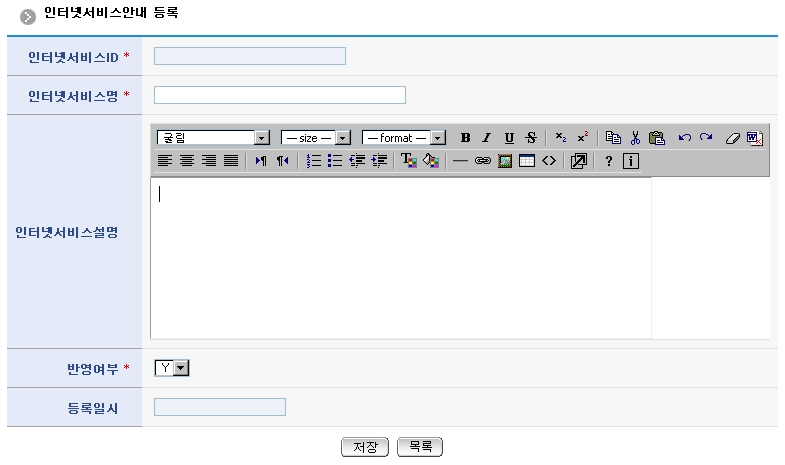 인터넷서비스안내 등록
인터넷서비스ID *
인터넷서비스명 *
굴림 — size — — format — B I U S x₂ x² W
¶ ¶ T <> ? i
인터넷서비스설명
반영여부 * Y
등록일시
저장 목록